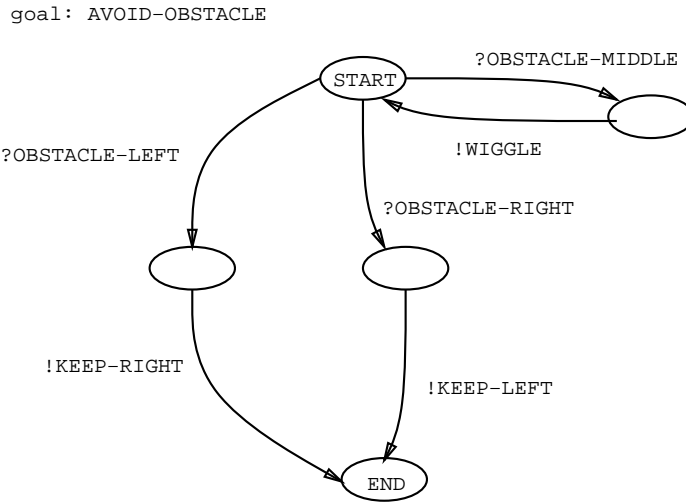 goal: AVOID-OBSTACLE
?OBSTACLE-MIDDLE
START
!WIGGLE
?OBSTACLE-LEFT
?OBSTACLE-RIGHT
!KEEP-RIGHT
!KEEP-LEFT
END